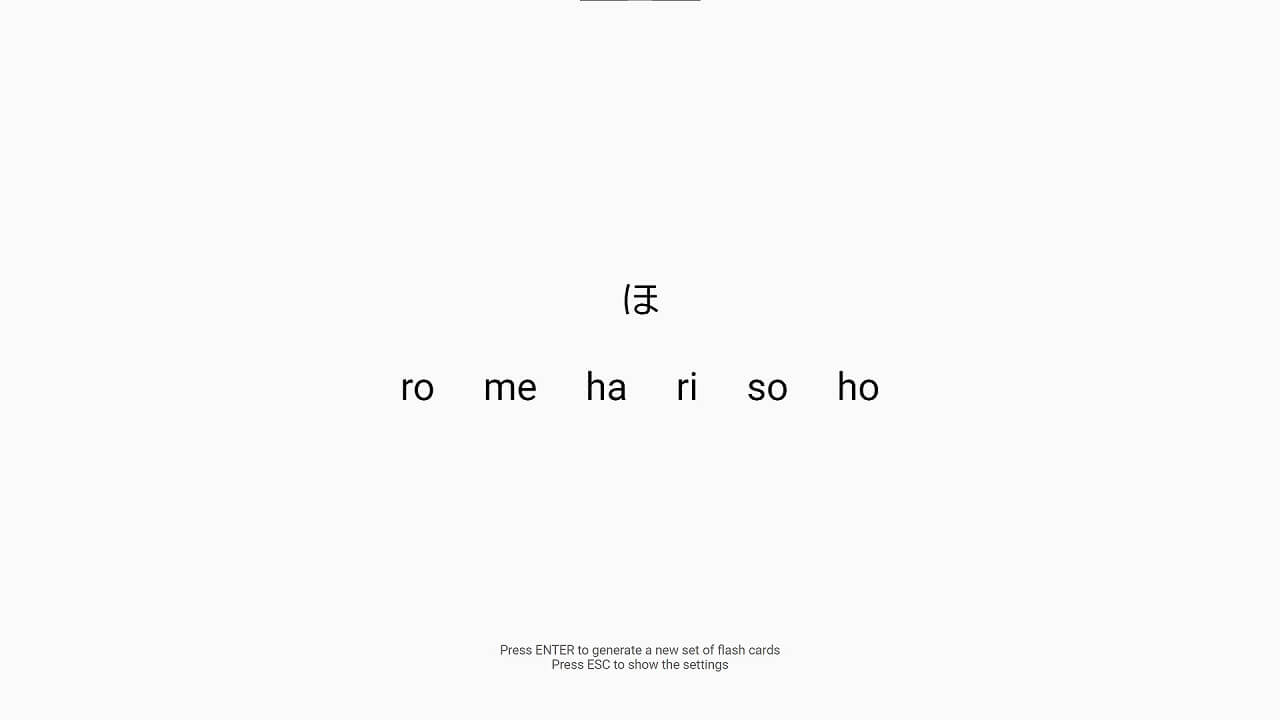 ほ
ro me ha ri so ho
Press ENTER to generate a new set of flash cards
Press ESC to show the settings